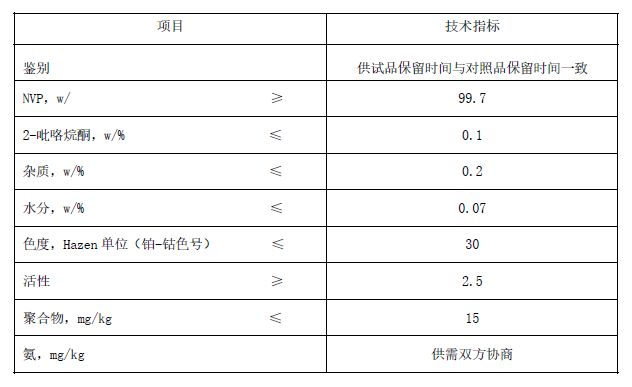 项目 技术指标
鉴别 供试品保留时间与对照品保留时间一致
NVP，w/ ≥ 99.7
2-吡咯烷酮，w/% ≤ 0.1
杂质，w/% ≤ 0.2
水分，w/% ≤ 0.07
色度，Hazen 单位（铂-钴色号） ≤ 30
活性 ≥ 2.5
聚合物，mg/kg ≤ 15
氨，mg/kg 供需双方协商